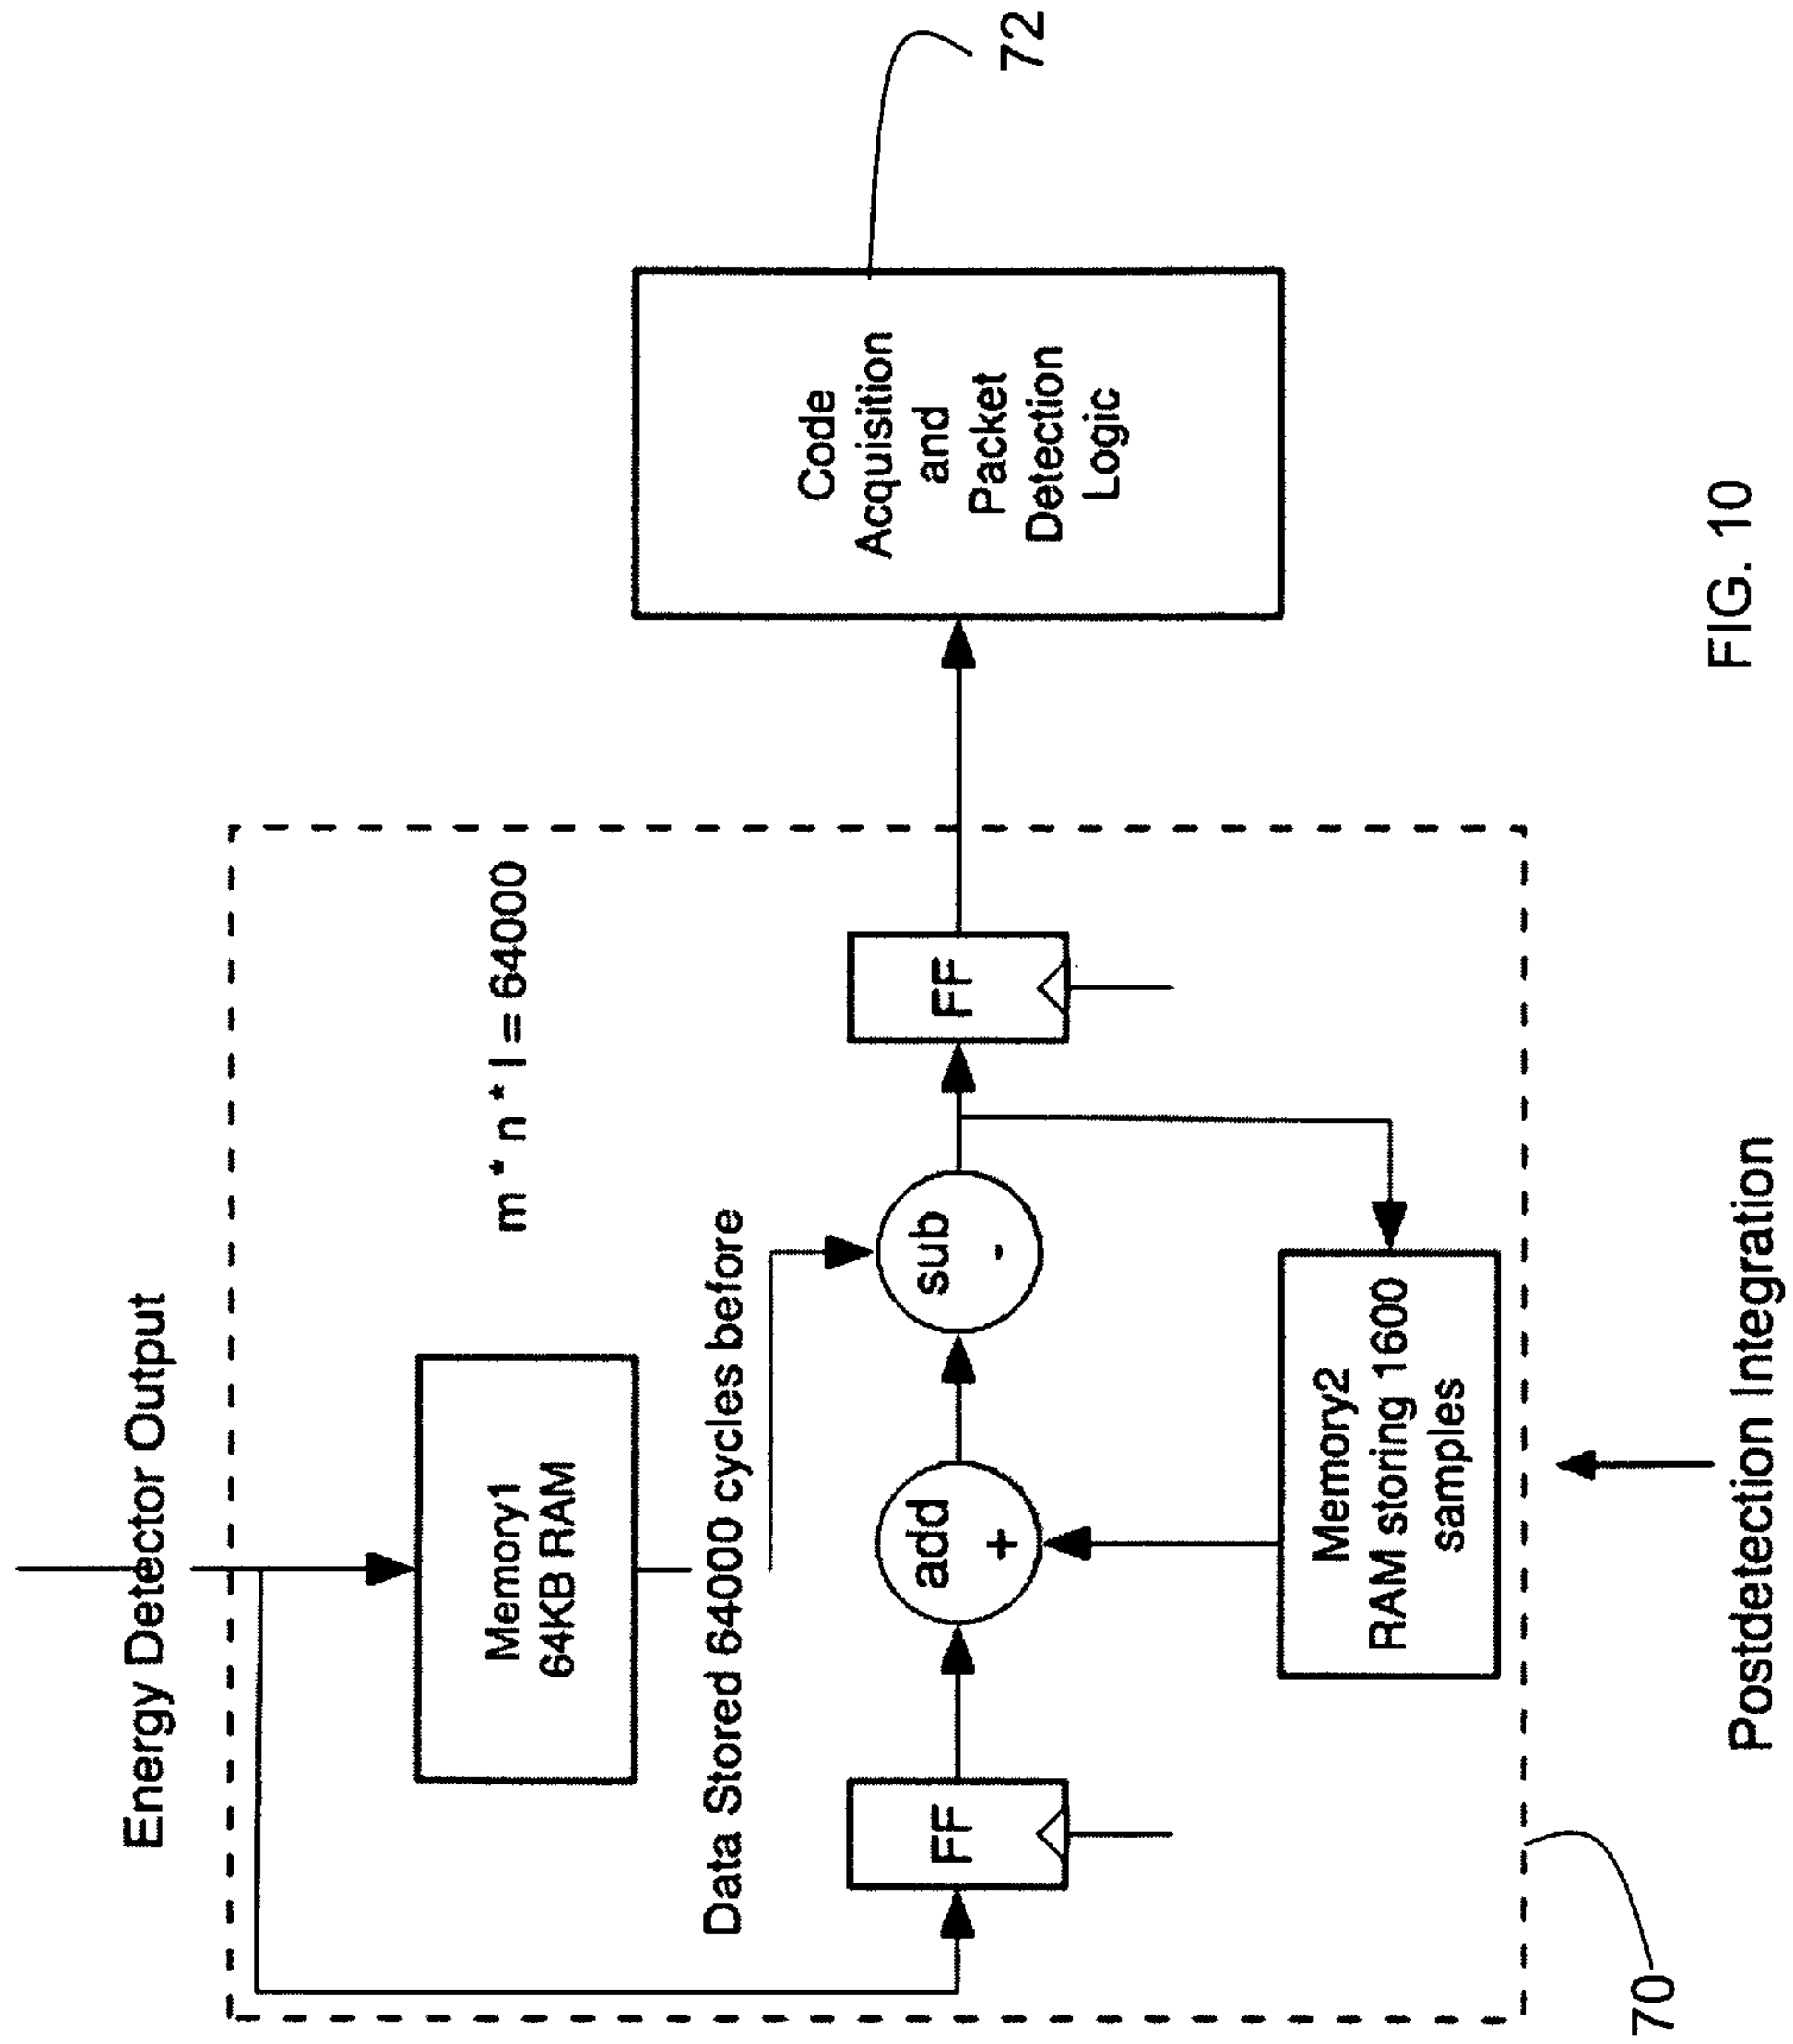 Energy Detector Output
Memory1
64KB RAM
m * n * l = 64000
Data Stored 64000 cycles before
FF
add
+
sub
-
FF
Memory2
RAM storing 1600
samples
Code
Acquisition
and
Packet
Detection
Logic
72
70
Postdetection Integration
FIG. 10